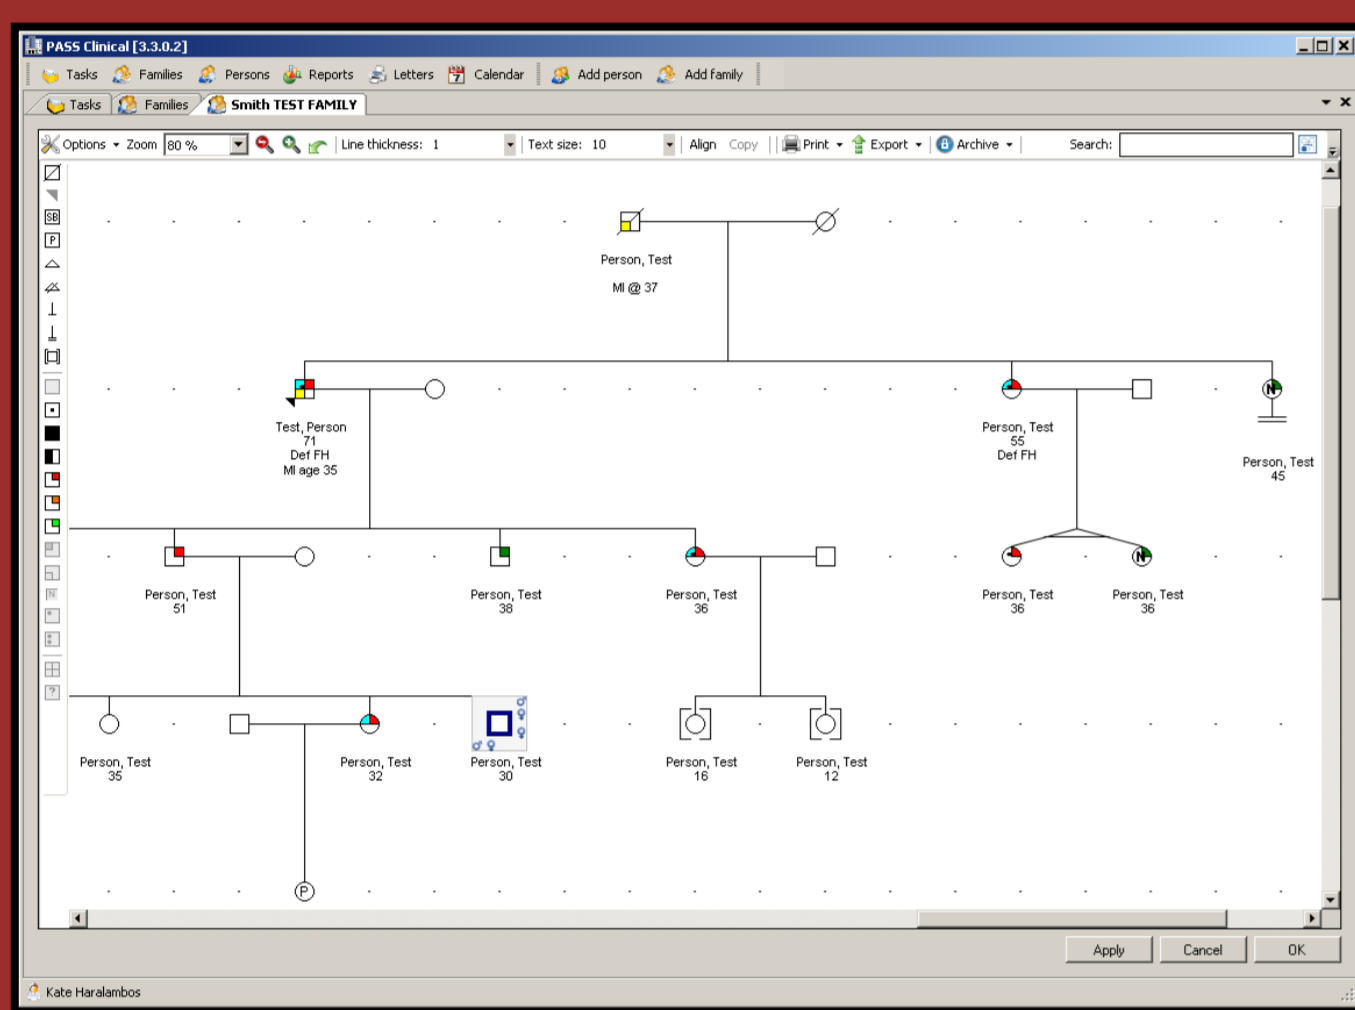 PASS Clinical [3.3.0.2]
Tasks Families Persons Reports Letters Calendar Add person Add family
Tasks Families Smith TEST FAMILY
Options Zoom 80 % Line thickness: 1 Text size: 10 Align Copy Print Export Archive Search:
SB
P
Person, Test
MI @ 37
N
Test, Person
71
Def FH
MI age 35
Person, Test
55
Def FH
Person, Test
45
N
Person, Test
51
Person, Test
38
Person, Test
36
Person, Test
36
Person, Test
36
N
?
Person, Test
35
Person, Test
32
Person, Test
30
Person, Test
16
Person, Test
12
P
Apply Cancel OK
Kate Haralambos